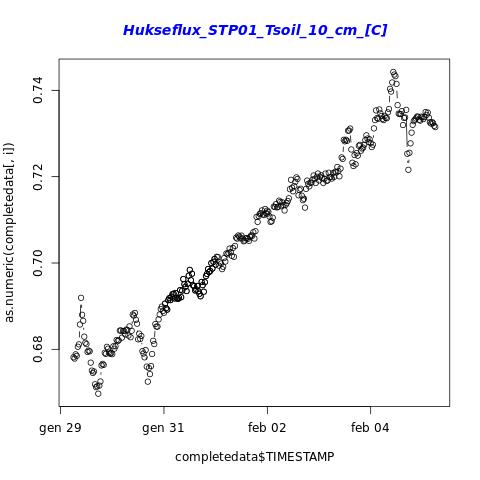 Hukseflux_STP01_Tsoil_10_cm_[C]
as.numeric(completedata[, i])
0.74
0.72
0.70
0.68
gen 29
gen 31
feb 02
feb 04
completedata$TIMESTAMP